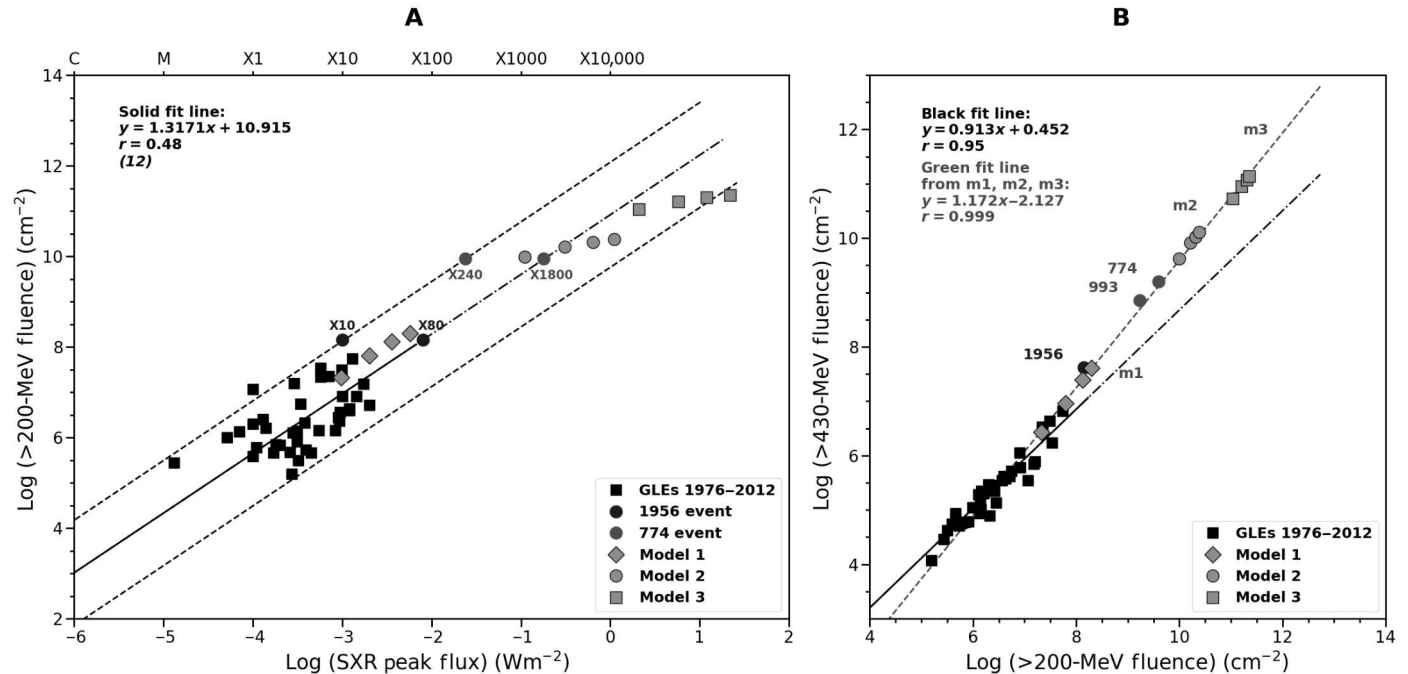 A
C M X1 X10 X100 X1000 X10,000
14
12
10
8
6
4
2
Log (>200-MeV fluence) (cm⁻²)
Solid fit line:
y = 1.3171x + 10.915
r = 0.48
(12)
X240
X1800
X10
X80
GLEs 1976–2012
1956 event
774 event
Model 1
Model 2
Model 3
−6 −5 −4 −3 −2 −1 0 1 2
Log (SXR peak flux) (Wm⁻²)
B
12
10
8
6
4
Log (>430-MeV fluence) (cm⁻²)
Black fit line:
y = 0.913x + 0.452
r = 0.95
Green fit line
from m1, m2, m3:
y = 1.172x−2.127
r = 0.999
m3
m2
774
993
1956
m1
GLEs 1976–2012
Model 1
Model 2
Model 3
4 6 8 10 12 14
Log (>200-MeV fluence) (cm⁻²)